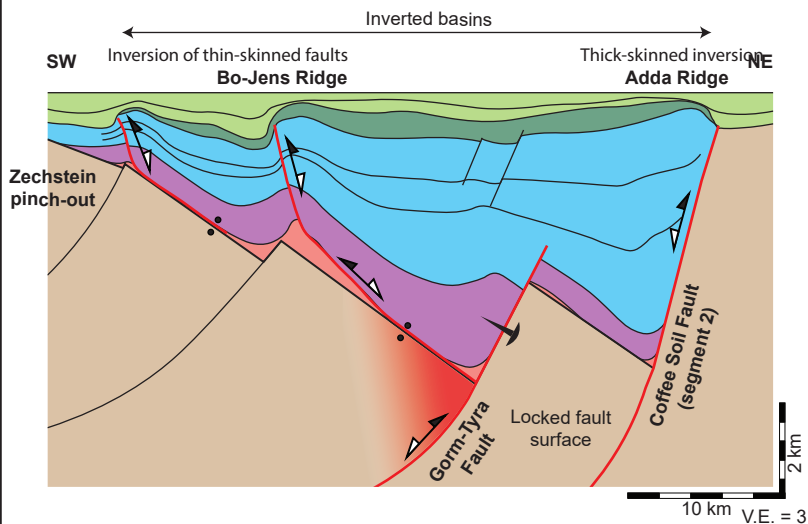 Inverted basins
SW
Inversion of thin-skinned faults
Bo-Jens Ridge
Thick-skinned inversion
NE
Adda Ridge
Zechstein
pinch-out
Coffee Soil Fault
(segment 2)
Gorm-Tyra
Fault
Locked fault
surface
2 km
10 km
V.E. = 3